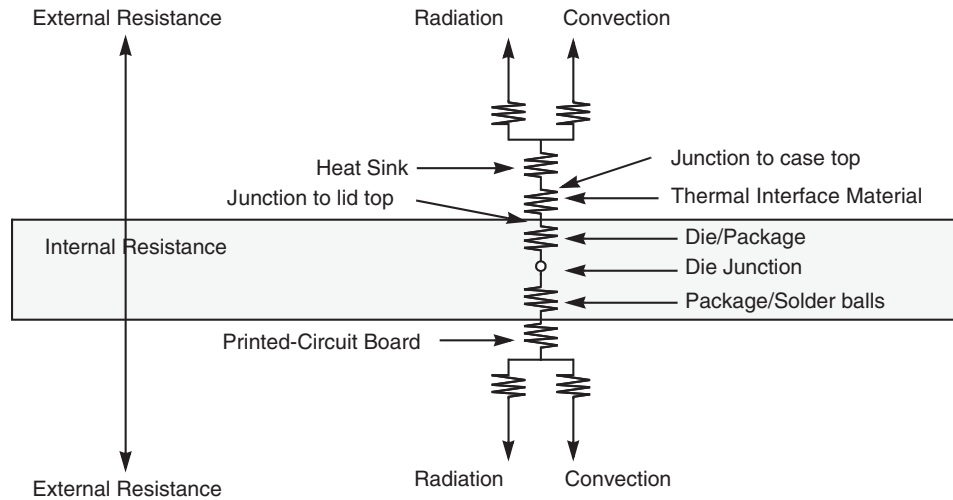 External Resistance
Radiation
Convection
Heat Sink
Junction to case top
Junction to lid top
Thermal Interface Material
Internal Resistance
Die/Package
Die Junction
Package/Solder balls
Printed-Circuit Board
Radiation
Convection
External Resistance